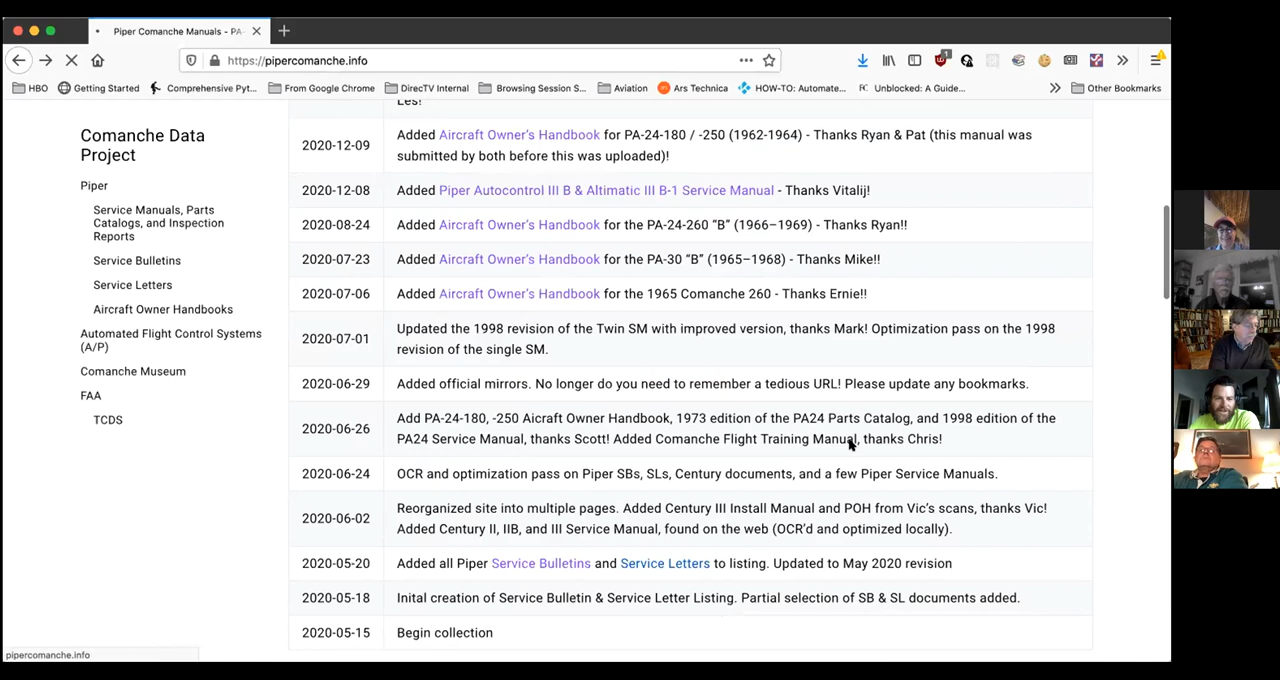 Piper Comanche Manuals - PA-
https://pipercomanche.info
HBO Getting Started Comprehensive Pyt... From Google Chrome DirecTV Internal Browsing Session S... Aviation Ars Technica HOW-TO: Automate... Unblocked: A Guide... Other Bookmarks
Comanche Data
Project
Piper
Service Manuals, Parts
Catalogs, and Inspection
Reports
Service Bulletins
Service Letters
Aircraft Owner Handbooks
Automated Flight Control Systems
(A/P)
Comanche Museum
FAA
TCDS
Les!
2020-12-09 Added Aircraft Owner's Handbook for PA-24-180 / -250 (1962-1964) - Thanks Ryan & Pat (this manual was
submitted by both before this was uploaded)!
2020-12-08 Added Piper Autocontrol III B & Altimatic III B-1 Service Manual - Thanks Vitalij!
2020-08-24 Added Aircraft Owner's Handbook for the PA-24-260 “B” (1966–1969) - Thanks Ryan!!
2020-07-23 Added Aircraft Owner's Handbook for the PA-30 “B” (1965–1968) - Thanks Mike!!
2020-07-06 Added Aircraft Owner's Handbook for the 1965 Comanche 260 - Thanks Ernie!!
2020-07-01 Updated the 1998 revision of the Twin SM with improved version, thanks Mark! Optimization pass on the 1998
revision of the single SM.
2020-06-29 Added official mirrors. No longer do you need to remember a tedious URL! Please update any bookmarks.
2020-06-26 Add PA-24-180, -250 Aicraft Owner Handbook, 1973 edition of the PA24 Parts Catalog, and 1998 edition of the
PA24 Service Manual, thanks Scott! Added Comanche Flight Training Manual, thanks Chris!
2020-06-24 OCR and optimization pass on Piper SBs, SLs, Century documents, and a few Piper Service Manuals.
2020-06-02 Reorganized site into multiple pages. Added Century III Install Manual and POH from Vic's scans, thanks Vic!
Added Century II, IIB, and III Service Manual, found on the web (OCR'd and optimized locally).
2020-05-20 Added all Piper Service Bulletins and Service Letters to listing. Updated to May 2020 revision
2020-05-18 Inital creation of Service Bulletin & Service Letter Listing. Partial selection of SB & SL documents added.
2020-05-15 Begin collection
pipercomanche.info